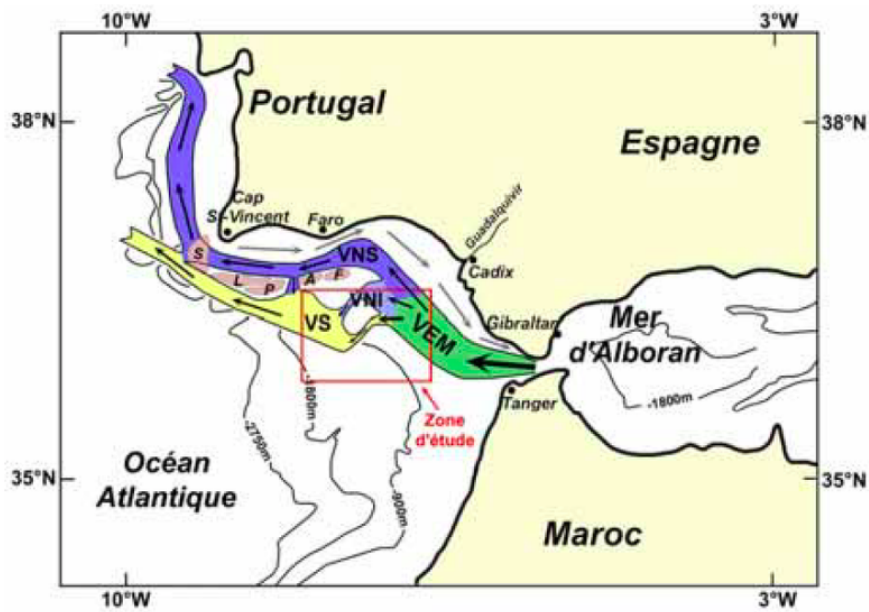 10°W
3°W
38°N
38°N
Portugal
Espagne
Cap
St-Vincent
Faro
Guadalquivir
Cadix
S
VNS
L
P
A
F
VNI
VS
VEM
Gibraltar
Mer
d'Alboran
Tanger
-1800m
-1800m
-2750m
-900m
Zone
d'étude
Océan
Atlantique
35°N
35°N
Maroc
10°W
3°W